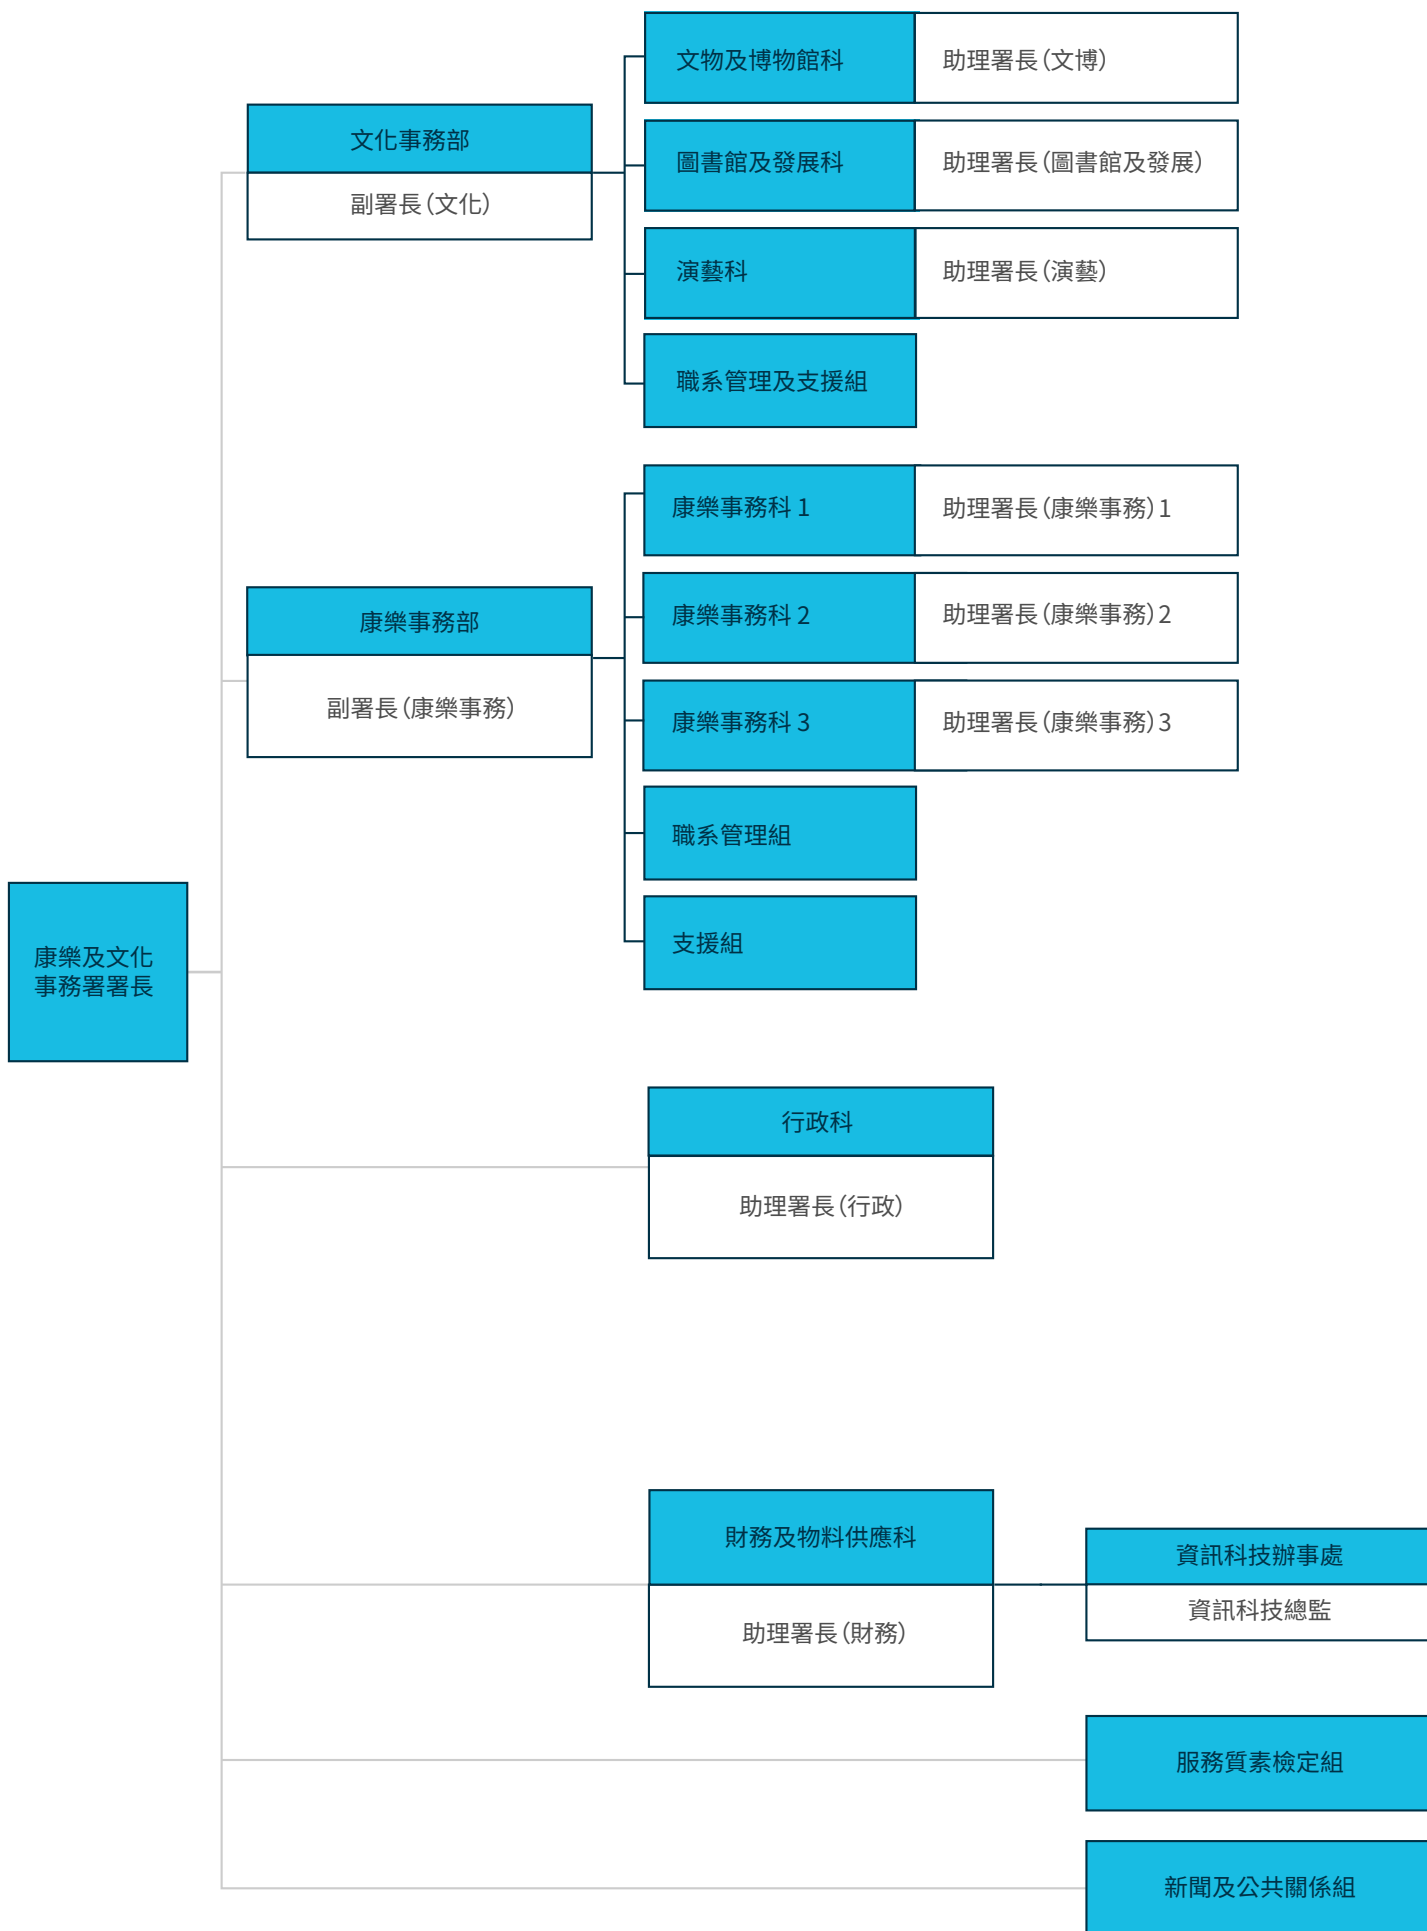 文物及博物館科
助理署長(文博)
文化事務部
副署長(文化)
圖書館及發展科
助理署長(圖書館及發展)
演藝科
助理署長(演藝)
職系管理及支援組
康樂事務科 1
助理署長(康樂事務)1
康樂事務部
副署長(康樂事務)
康樂事務科 2
助理署長(康樂事務)2
康樂事務科 3
助理署長(康樂事務)3
職系管理組
支援組
康樂及文化
事務署署長
行政科
助理署長(行政)
財務及物料供應科
助理署長(財務)
資訊科技辦事處
資訊科技總監
服務質素檢定組
新聞及公共關係組